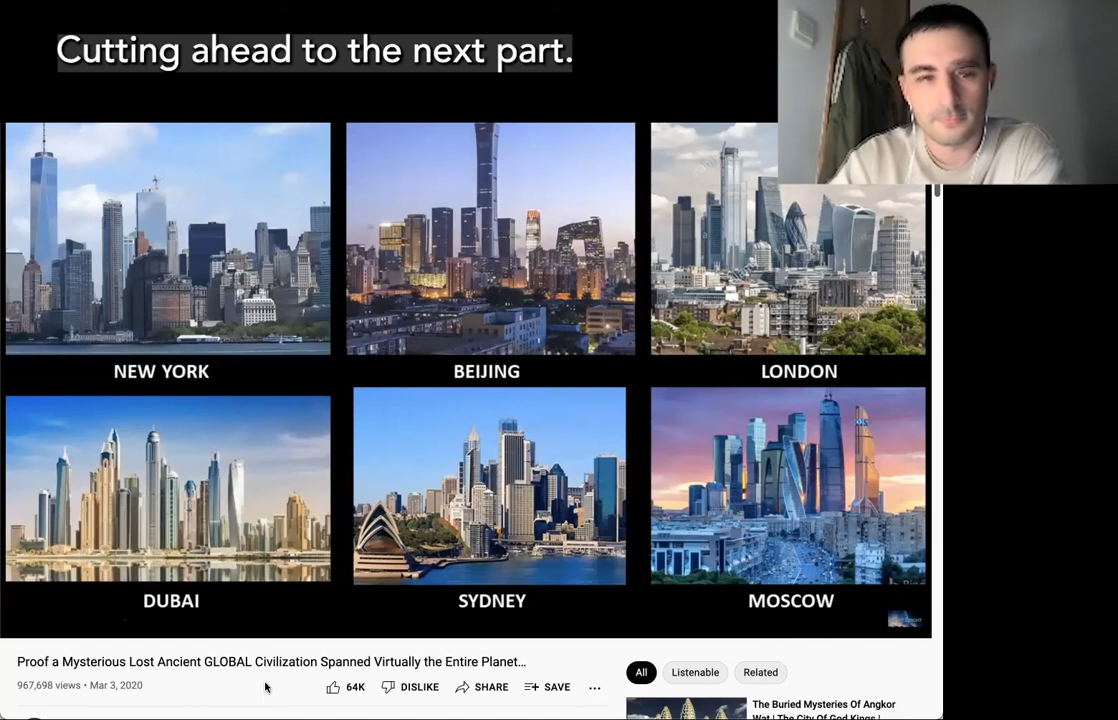 Cutting ahead to the next part.
NEW YORK
BEIJING
LONDON
DUBAI
SYDNEY
MOSCOW
Proof a Mysterious Lost Ancient GLOBAL Civilization Spanned Virtually the Entire Planet...
967,698 views • Mar 3, 2020
64K
DISLIKE
SHARE
SAVE
...
All
Listenable
Related
The Buried Mysteries Of Angkor
Wat | The City Of God Kings |